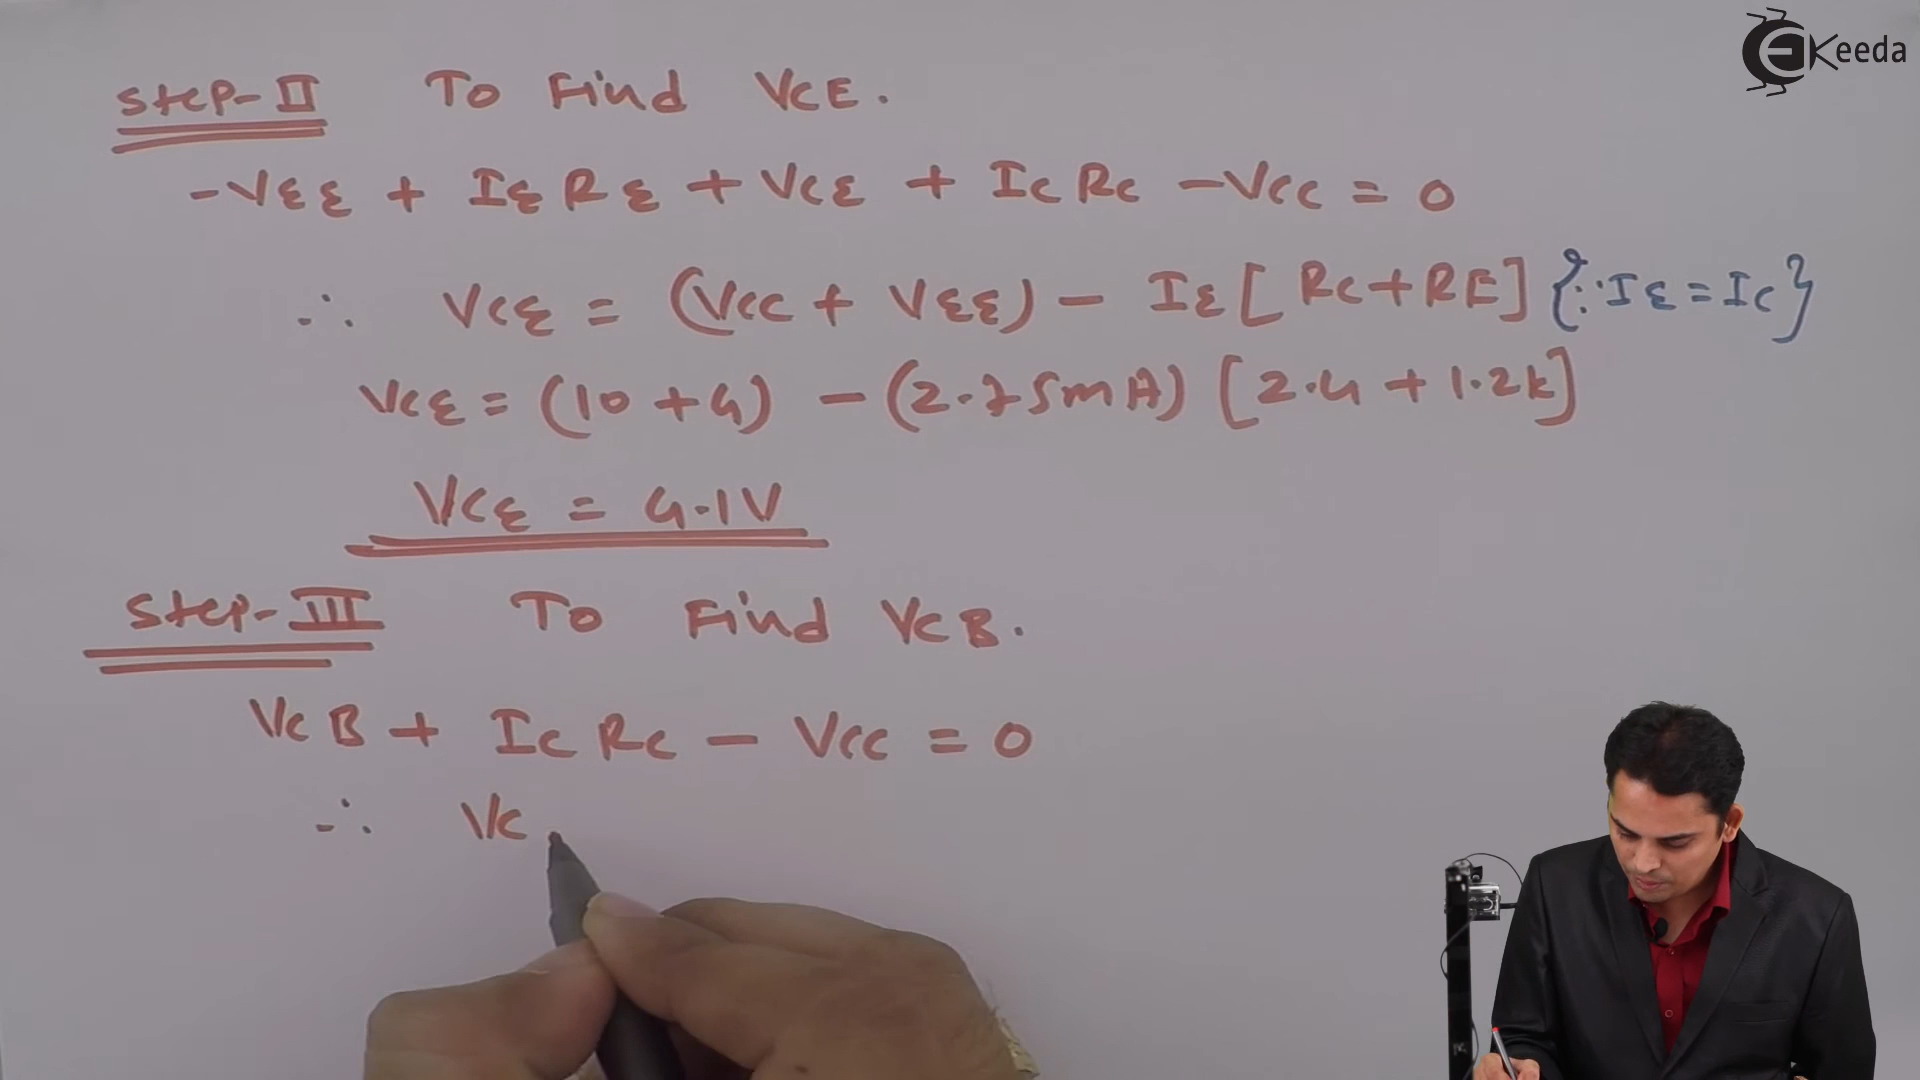 EKeeda
Step-II To Find VCE.
-VEE + IERE + VCE + ICRC - VCC = 0
∴ VCE = (VCC + VEE) - IE[RC+RE] {∵IE=IC}
VCE = (10+4) - (2.75mA) [2.4+1.2k]
VCE = 4.1V
Step-III To Find VCB.
VCB + ICRC - VCC = 0
∴ VC